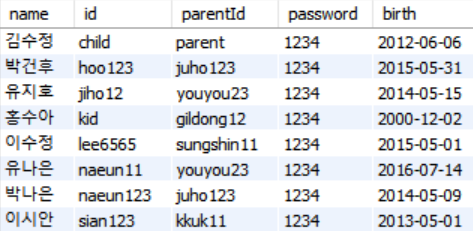 name id parentId password birth
김수정 child parent 1234 2012-06-06
박건후 hoo123 juho123 1234 2015-05-31
유지호 jiho12 youyou23 1234 2014-05-15
홍수아 kid gildong12 1234 2000-12-02
이수정 lee6565 sungshin11 1234 2015-05-01
유나은 naeun11 youyou23 1234 2016-07-14
박나은 naeun123 juho123 1234 2014-05-09
이시안 sian123 kkuk11 1234 2013-05-01